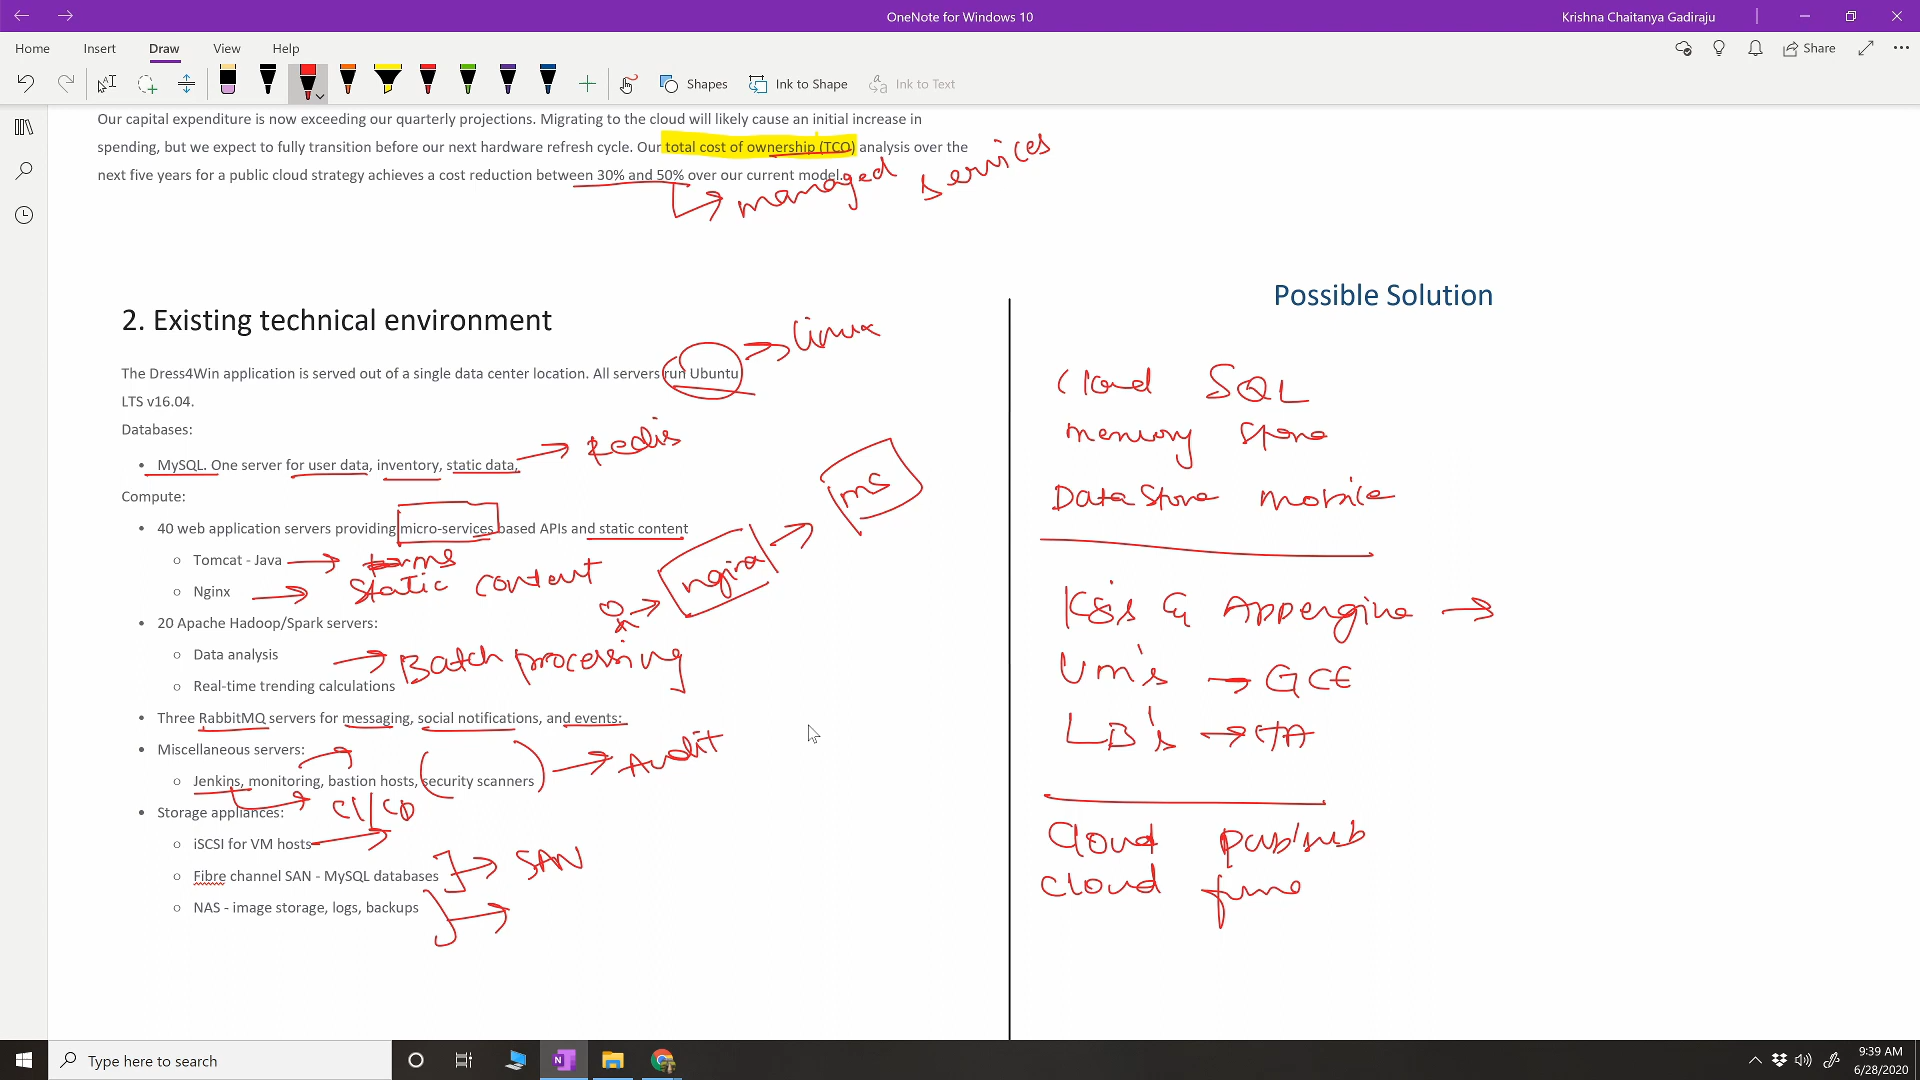 OneNote for Windows 10
Krishna Chaitanya Gadiraju
Home Insert Draw View Help
Share
Shapes Ink to Shape Ink to Text
Our capital expenditure is now exceeding our quarterly projections. Migrating to the cloud will likely cause an initial increase in
spending, but we expect to fully transition before our next hardware refresh cycle. Our total cost of ownership (TCO) analysis over the
next five years for a public cloud strategy achieves a cost reduction between 30% and 50% over our current model.
managed services
2. Existing technical environment
The Dress4Win application is served out of a single data center location. All servers run Ubuntu
LTS v16.04.
Linux
Databases:
• MySQL. One server for user data, inventory, static data,
Redis
Compute:
• 40 web application servers providing micro-services based APIs and static content
○ Tomcat - Java
ms
○ Nginx
static content
nginx
ms
• 20 Apache Hadoop/Spark servers:
○ Data analysis
○ Real-time trending calculations
Batch processing
• Three RabbitMQ servers for messaging, social notifications, and events:
• Miscellaneous servers:
○ Jenkins, monitoring, bastion hosts, security scanners
Audit
CI/CD
• Storage appliances:
○ iSCSI for VM hosts
○ Fibre channel SAN - MySQL databases
SAN
○ NAS - image storage, logs, backups
Possible Solution
Cloud SQL
memory store
DataStore mobile
K8's & Appengine
Vm's → GCE
LB's →
Cloud pub/sub
cloud func
Type here to search
9:39 AM
6/28/2020